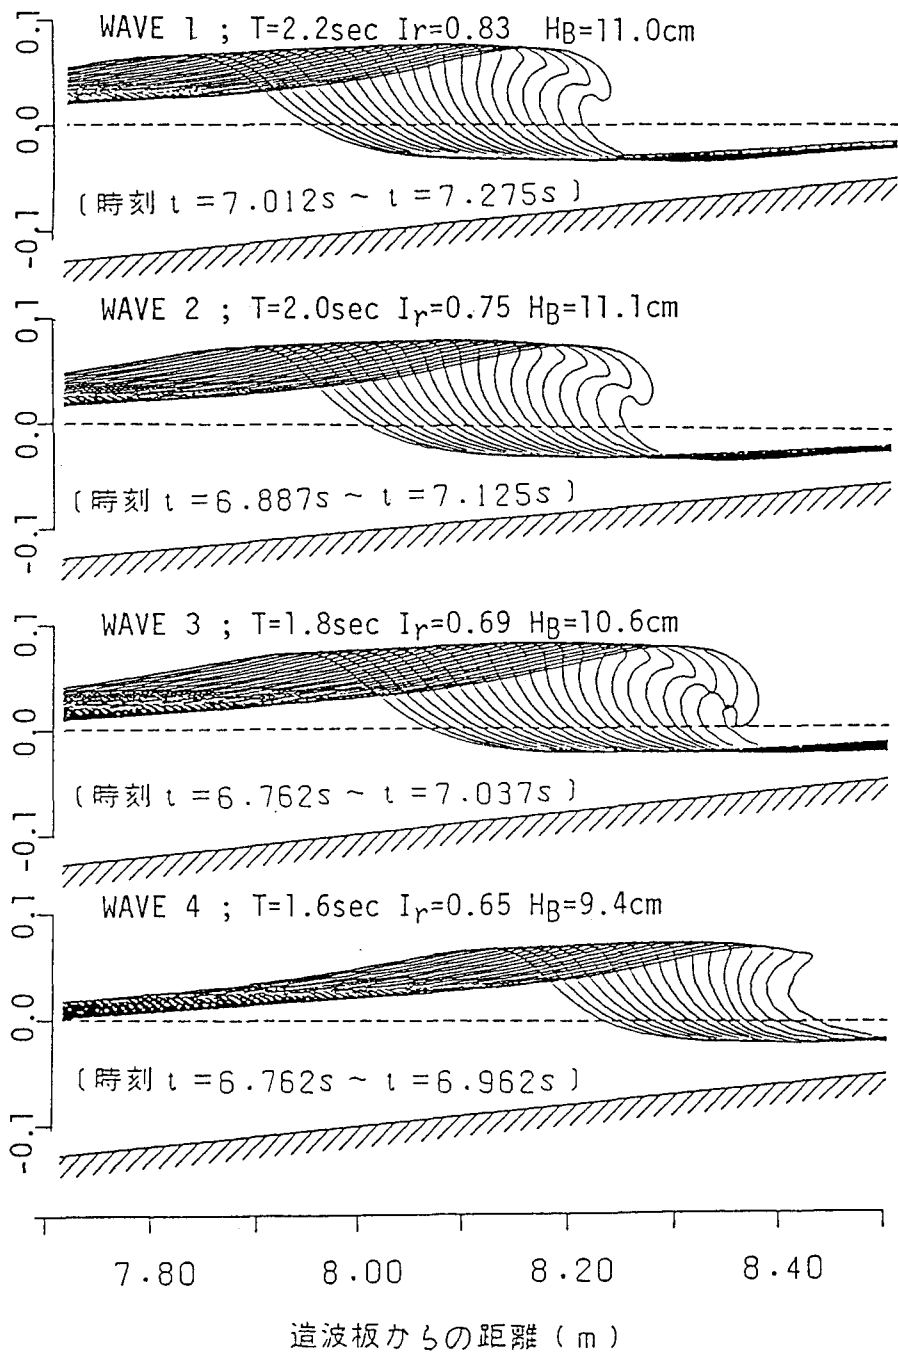 0.1
WAVE 1 ; T=2.2sec Ir=0.83 HB=11.0cm
0.0
(時刻 t=7.012s ~ t=7.275s)
-0.1
0.1
WAVE 2 ; T=2.0sec Ir=0.75 HB=11.1cm
0.0
(時刻 t=6.887s ~ t=7.125s)
-0.1
0.1
WAVE 3 ; T=1.8sec Ir=0.69 HB=10.6cm
0.0
(時刻 t=6.762s ~ t=7.037s)
-0.1
0.1
WAVE 4 ; T=1.6sec Ir=0.65 HB=9.4cm
0.0
(時刻 t=6.762s ~ t=6.962s)
-0.1
7.80 8.00 8.20 8.40
造波板からの距離(m)